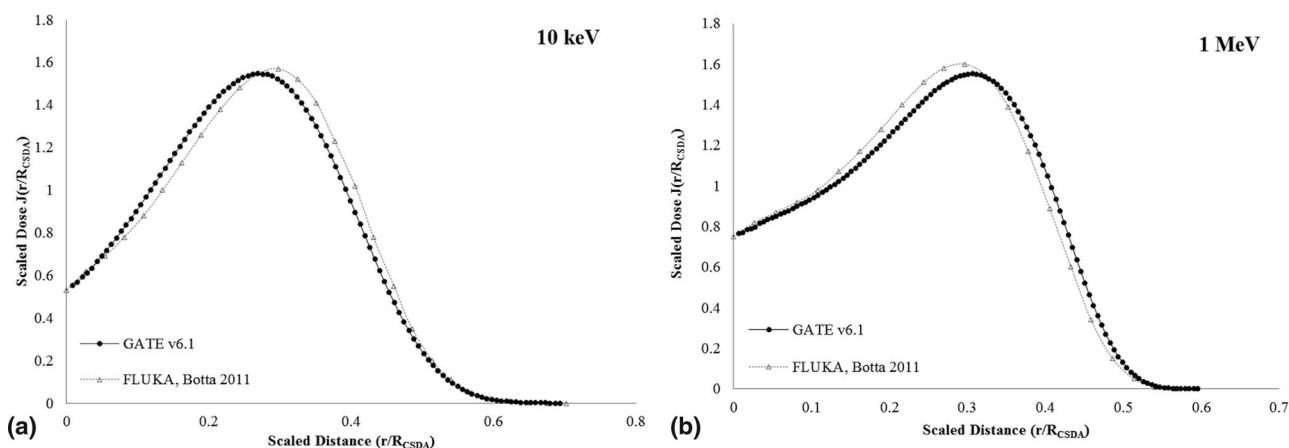 10 keV
1.8
1.6
1.4
1.2
1
0.8
0.6
0.4
0.2
0
Scaled Dose J(r/RCSDA)
GATE v6.1
FLUKA, Botta 2011
0 0.2 0.4 0.6 0.8
Scaled Distance (r/RCSDA)
(a)
1 MeV
1.8
1.6
1.4
1.2
1
0.8
0.6
0.4
0.2
0
Scaled Dose J(r/RCSDA)
GATE v6.1
FLUKA, Botta 2011
0 0.1 0.2 0.3 0.4 0.5 0.6 0.7
Scaled Distance (r/RCSDA)
(b)